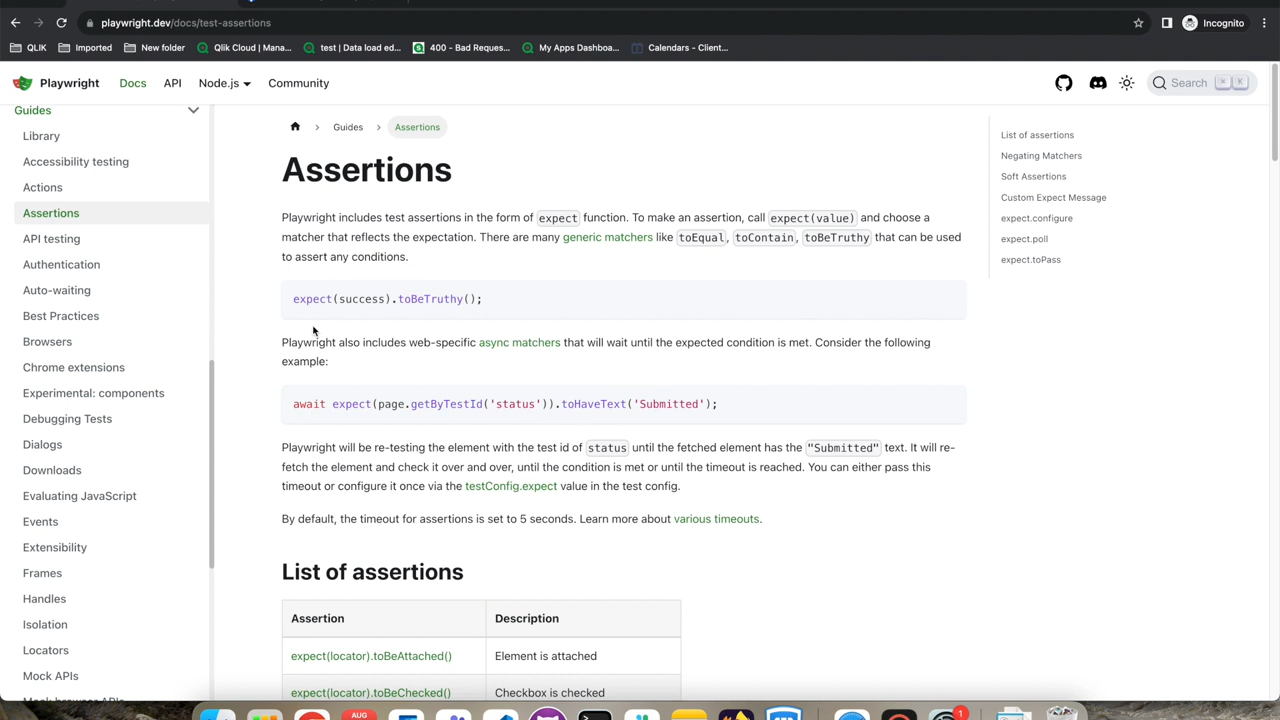 playwright.dev/docs/test-assertions
Incognito
QLIK
Imported
New folder
Qlik Cloud | Mana...
test | Data load ed...
400 - Bad Reques...
My Apps Dashboa...
Calendars - Client...
Playwright
Docs
API
Node.js
Community
Search
⌘ K
Guides
Library
Accessibility testing
Actions
Assertions
API testing
Authentication
Auto-waiting
Best Practices
Browsers
Chrome extensions
Experimental: components
Debugging Tests
Dialogs
Downloads
Evaluating JavaScript
Events
Extensibility
Frames
Handles
Isolation
Locators
Mock APIs
Mock browser APIs
Guides
Assertions
Assertions
Playwright includes test assertions in the form of expect function. To make an assertion, call expect(value) and choose a
matcher that reflects the expectation. There are many generic matchers like toEqual, toContain, toBeTruthy that can be used
to assert any conditions.
expect(success).toBeTruthy();
Playwright also includes web-specific async matchers that will wait until the expected condition is met. Consider the following
example:
await expect(page.getByTestId('status')).toHaveText('Submitted');
Playwright will be re-testing the element with the test id of status until the fetched element has the "Submitted" text. It will re-
fetch the element and check it over and over, until the condition is met or until the timeout is reached. You can either pass this
timeout or configure it once via the testConfig.expect value in the test config.
By default, the timeout for assertions is set to 5 seconds. Learn more about various timeouts.
List of assertions
Assertion
Description
expect(locator).toBeAttached()
Element is attached
expect(locator).toBeChecked()
Checkbox is checked
List of assertions
Negating Matchers
Soft Assertions
Custom Expect Message
expect.configure
expect.poll
expect.toPass
AUG
1